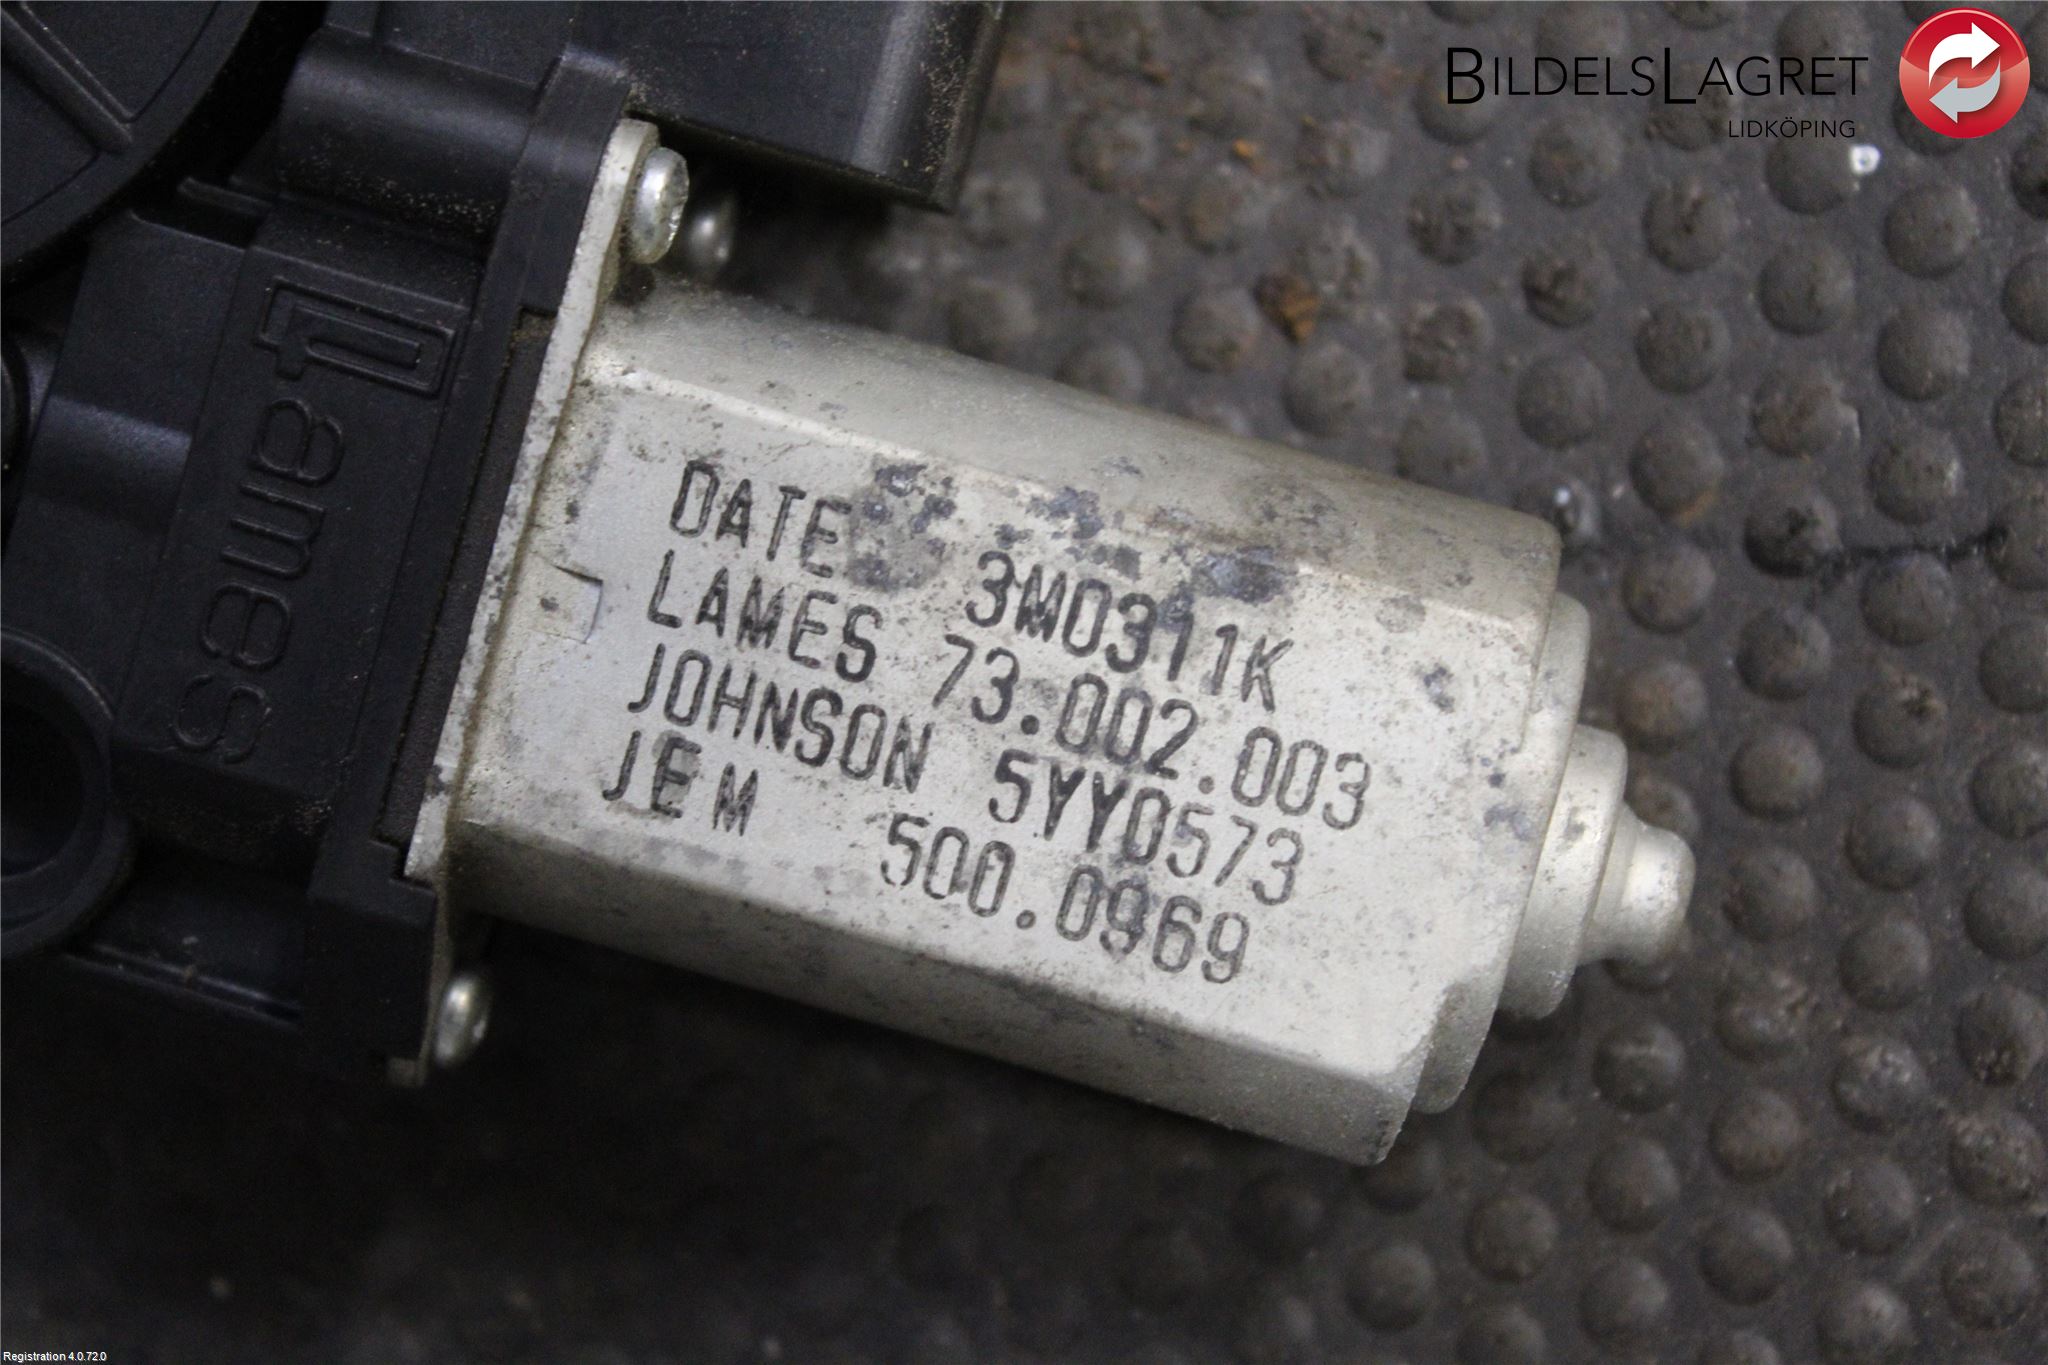 BILDELSLAGRET
LIDKÖPING
lames
DATE 3M0311K
LAMES 73.002.003
JOHNSON 5YY0573
JEM 500.0969
Registration 4.0.72.0